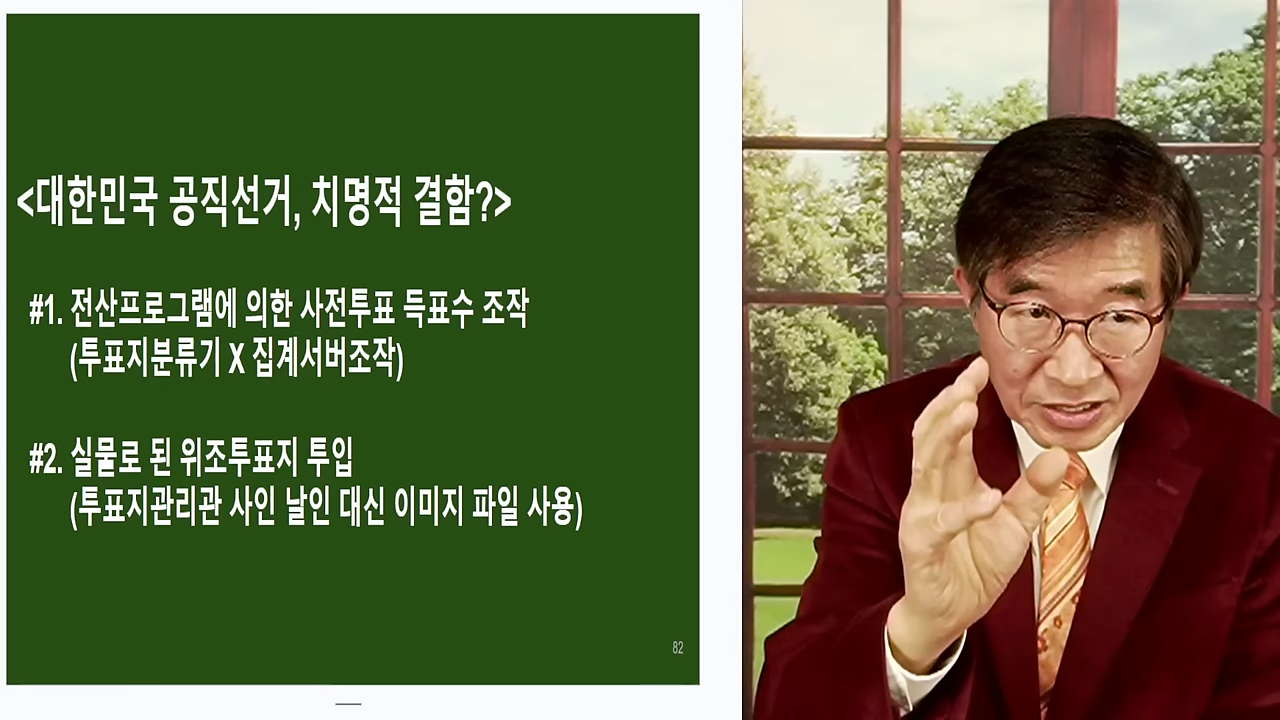 <대한민국 공직선거, 치명적 결함?>
#1. 전산프로그램에 의한 사전투표 득표수 조작
(투표지분류기 X 집계서버조작)
#2. 실물로 된 위조투표지 투입
(투표지관리관 사인 날인 대신 이미지 파일 사용)
82